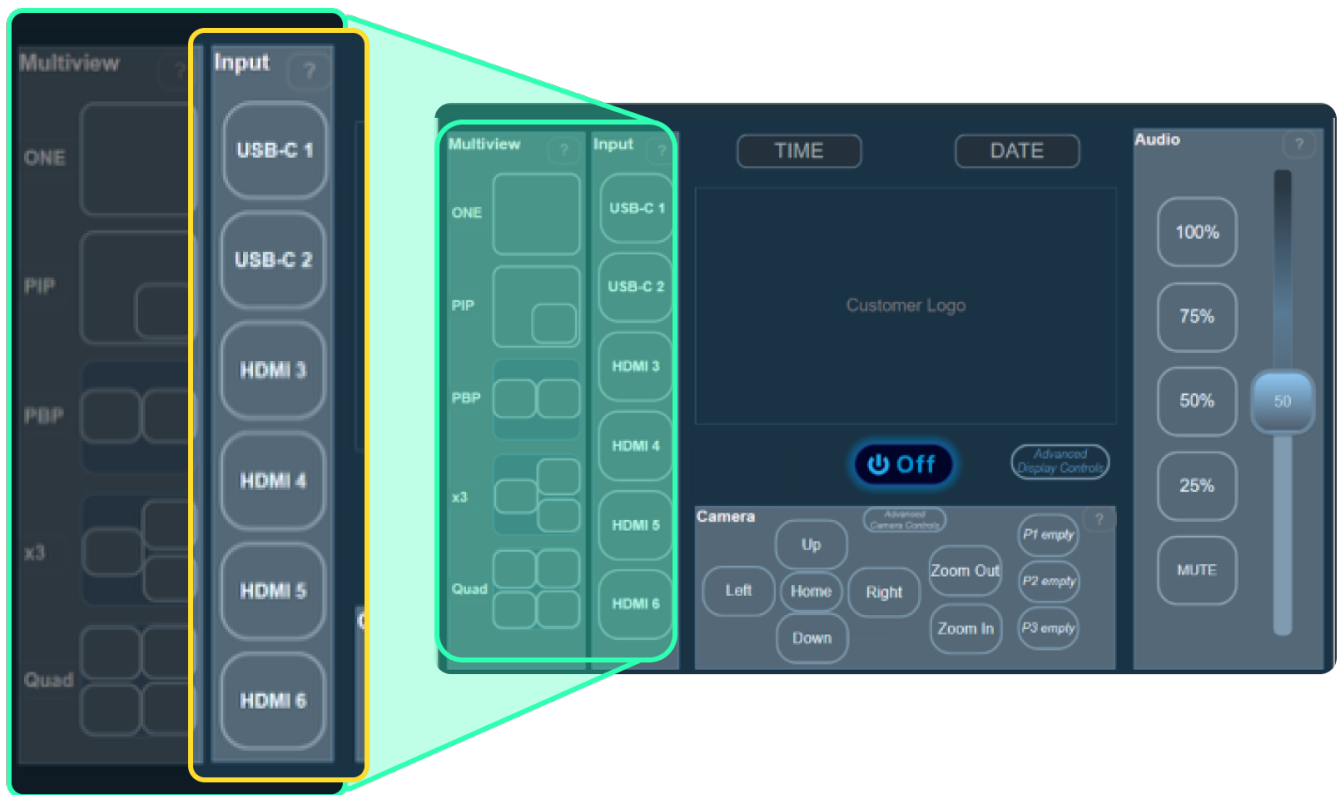 Multiview
?
ONE
PIP
PBP
x3
Quad
Input
?
USB-C 1
USB-C 2
HDMI 3
HDMI 4
HDMI 5
HDMI 6
Multiview
?
ONE
PIP
PBP
x3
Quad
Input
?
USB-C 1
USB-C 2
HDMI 3
HDMI 4
HDMI 5
HDMI 6
TIME
DATE
Customer Logo
Off
Advanced
Display Controls
Camera
Advanced
Camera Controls
?
Up
Left
Home
Right
Down
Zoom Out
Zoom In
P1 empty
P2 empty
P3 empty
Audio
?
100%
75%
50%
25%
MUTE
50